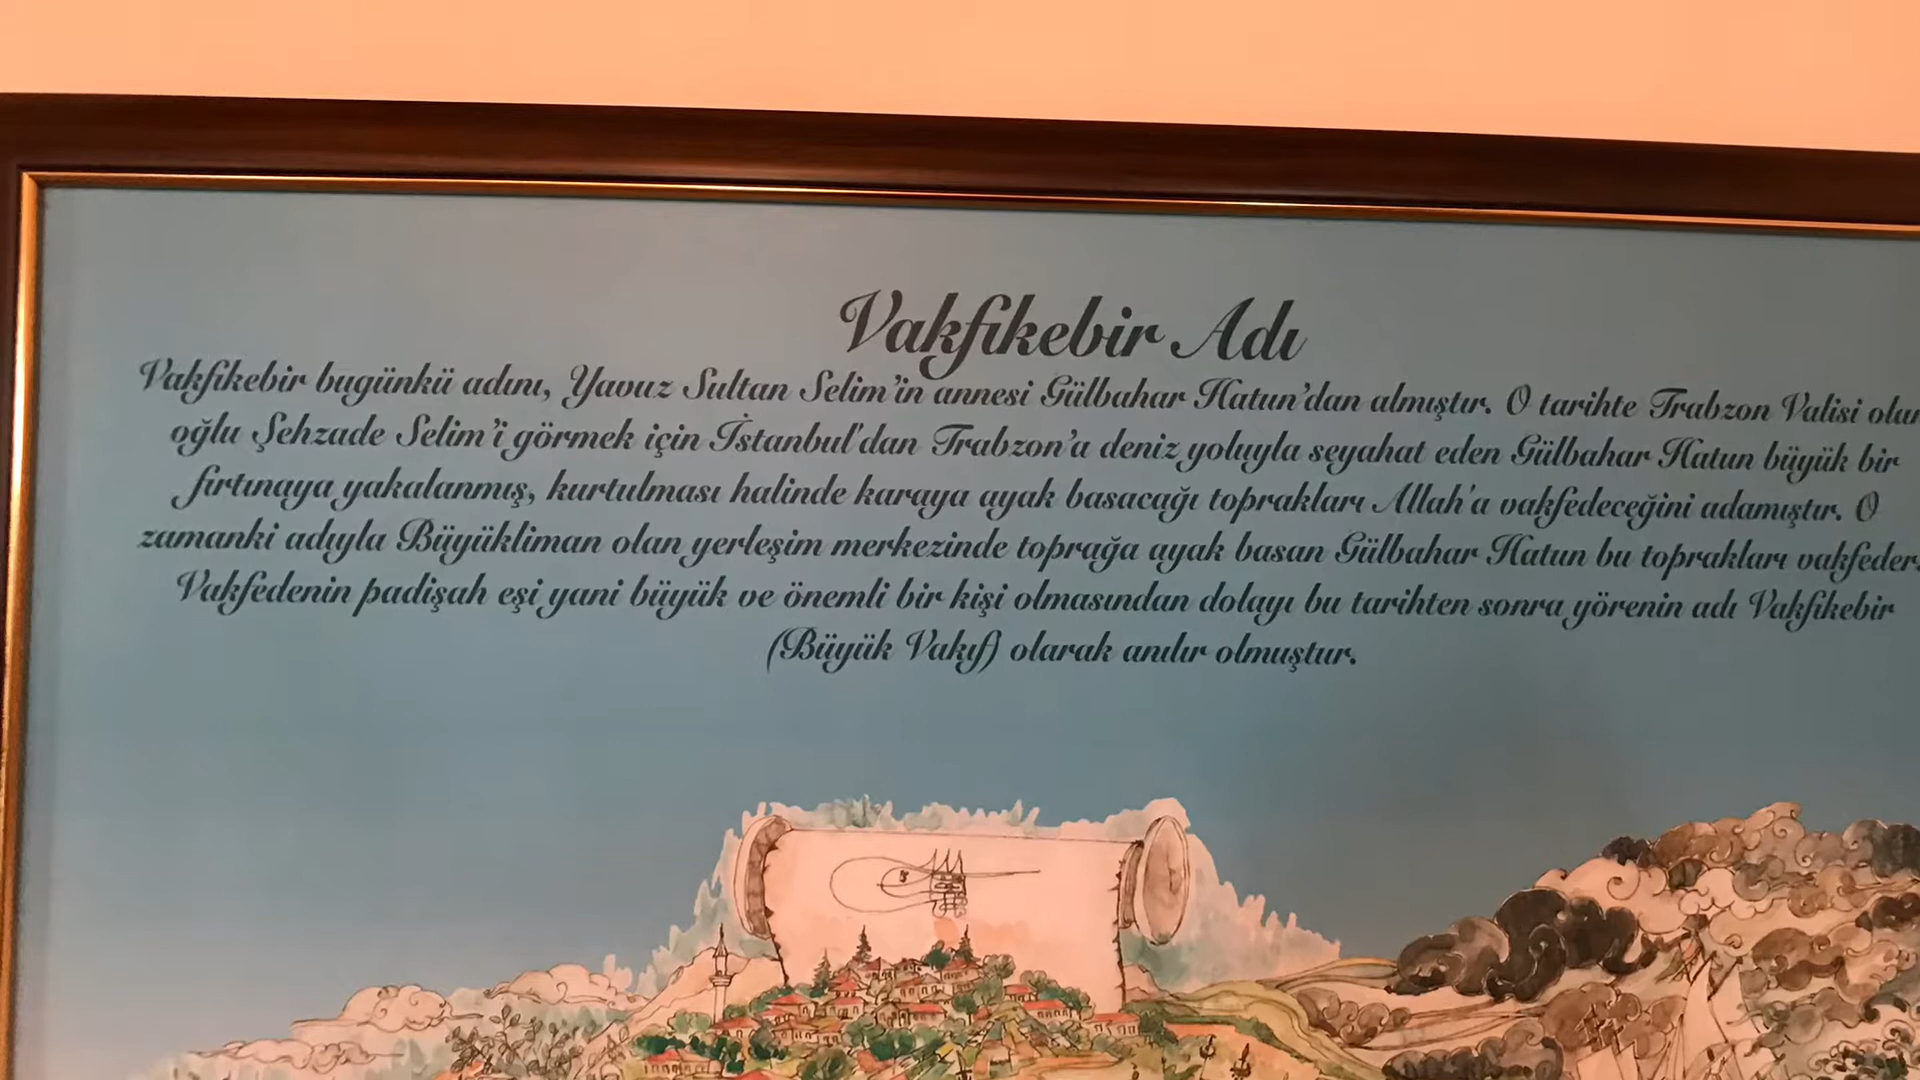 Vakfıkebir Adı
Vakfıkebir bugünkü adını, Yavuz Sultan Selim'in annesi Gülbahar Hatun'dan almıştır. O tarihte Trabzon Valisi olan
oğlu Şehzade Selim'i görmek için İstanbul'dan Trabzon'a deniz yoluyla seyahat eden Gülbahar Hatun büyük bir
fırtınaya yakalanmış, kurtulması halinde karaya ayak basacağı toprakları Allah'a vakfedeceğini adamıştır. O
zamanki adıyla Büyükliman olan yerleşim merkezinde toprağa ayak basan Gülbahar Hatun bu toprakları vakfeder.
Vakfedenin padişah eşi yani büyük ve önemli bir kişi olmasından dolayı bu tarihten sonra yörenin adı Vakfıkebir
(Büyük Vakıf) olarak anılır olmuştur.